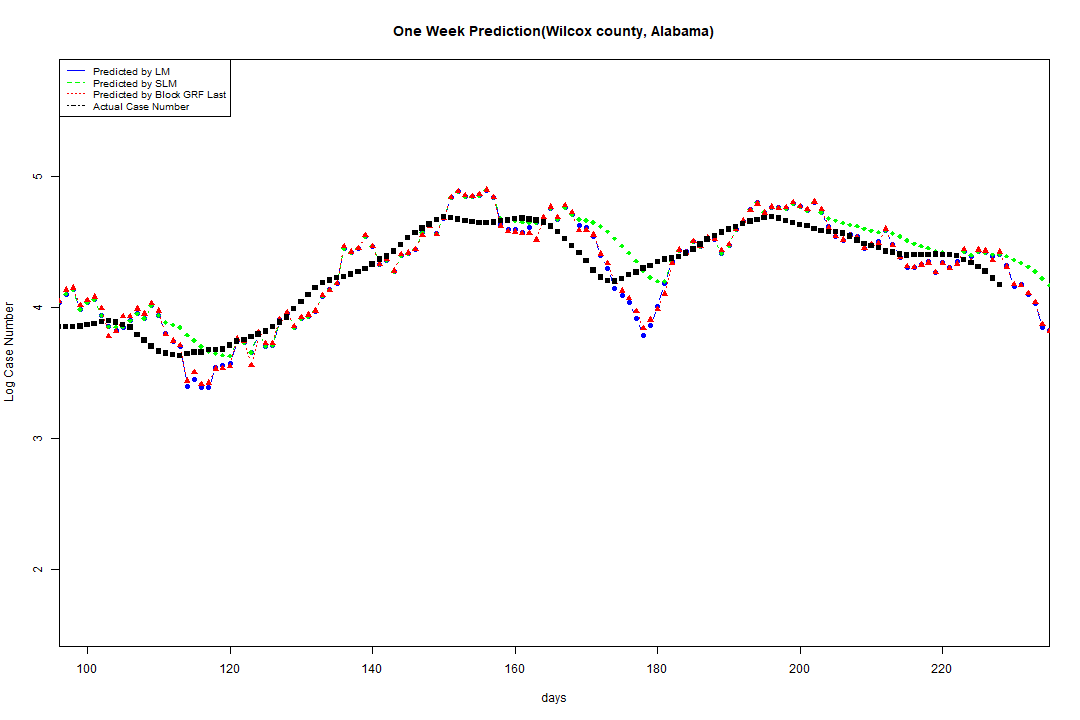 One Week Prediction(Wilcox county, Alabama)
Predicted by LM
Predicted by SLM
Predicted by Block GRF Last
Actual Case Number
5
4
3
2
Log Case Number
100 120 140 160 180 200 220
days